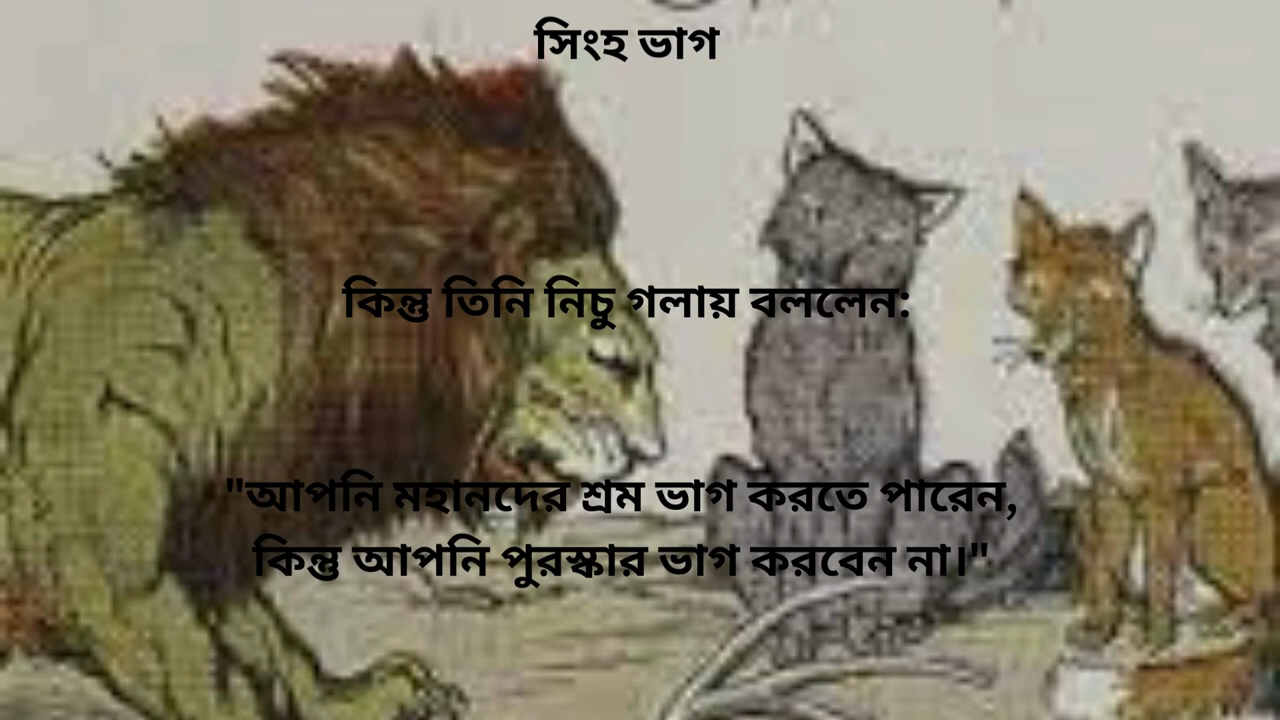 সিংহ ভাগ
কিন্তু তিনি নিচু গলায় বললেন:
"আপনি মহানদের শ্রম ভাগ করতে পারেন,
কিন্তু আপনি পুরস্কার ভাগ করবেন না।"